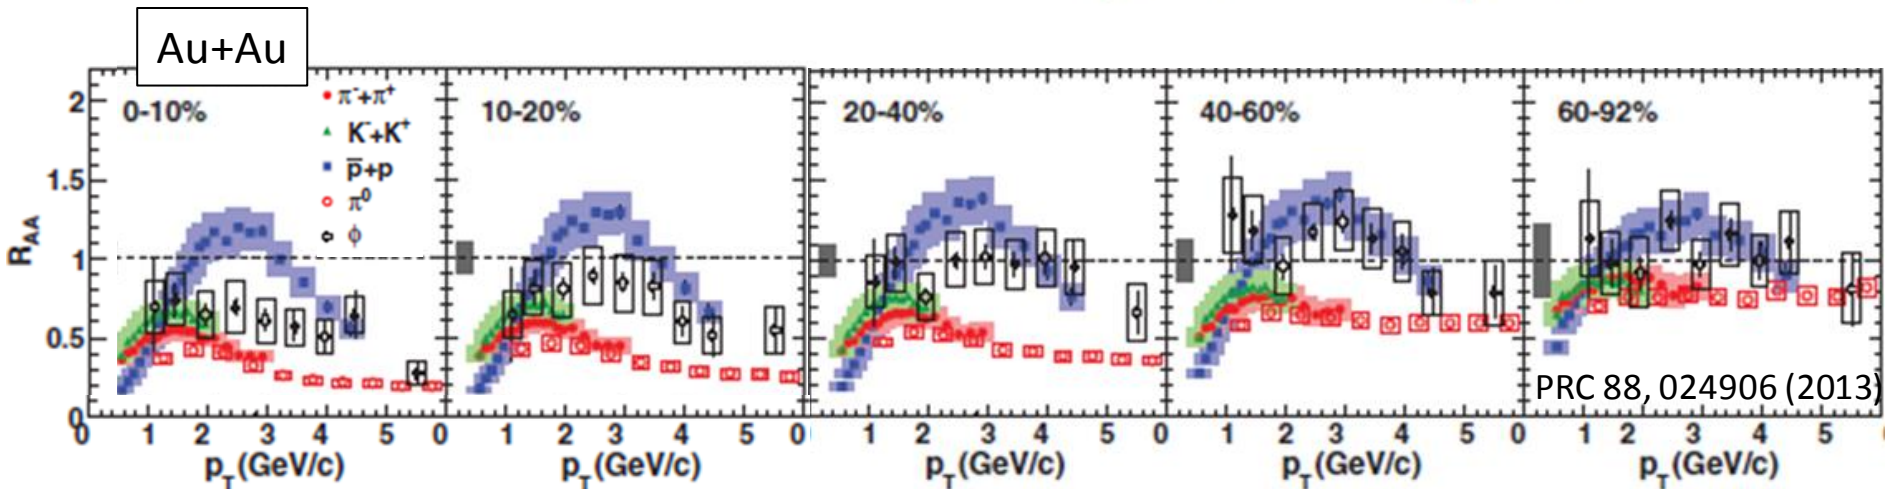 Au+Au
0-10%
π⁻+π⁺
K⁻+K⁺
p̅+p
π⁰
ϕ
10-20%
20-40%
40-60%
60-92%
R_AA
2
1.5
1
0.5
0
PRC 88, 024906 (2013)
0 1 2 3 4 5 0 1 2 3 4 5 0 1 2 3 4 5 0 1 2 3 4 5 0 1 2 3 4 5
p_T (GeV/c) p_T (GeV/c) p_T (GeV/c) p_T (GeV/c) p_T (GeV/c)